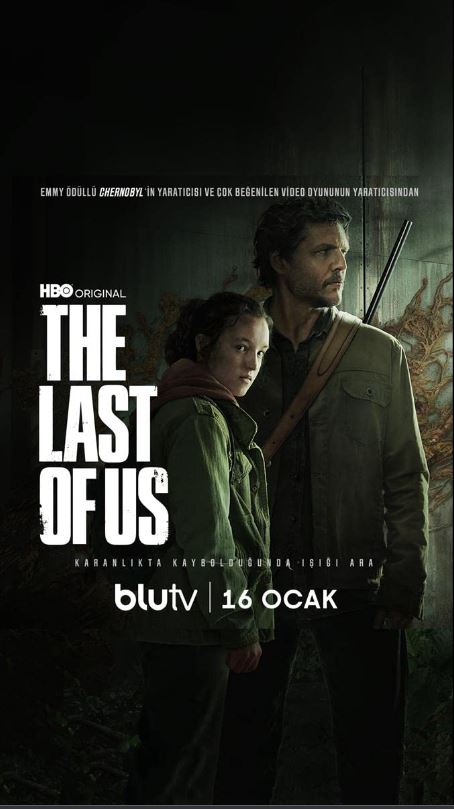 EMMY ÖDÜLLÜ CHERNOBYL'İN YARATICISI VE ÇOK BEĞENİLEN VİDEO OYUNUNUN YARATICISINDAN
HBO ORIGINAL
THE
LAST
OF US
KARANLIKTA KAYBOLDUĞUNDA IŞIĞI ARA
blutv | 16 OCAK